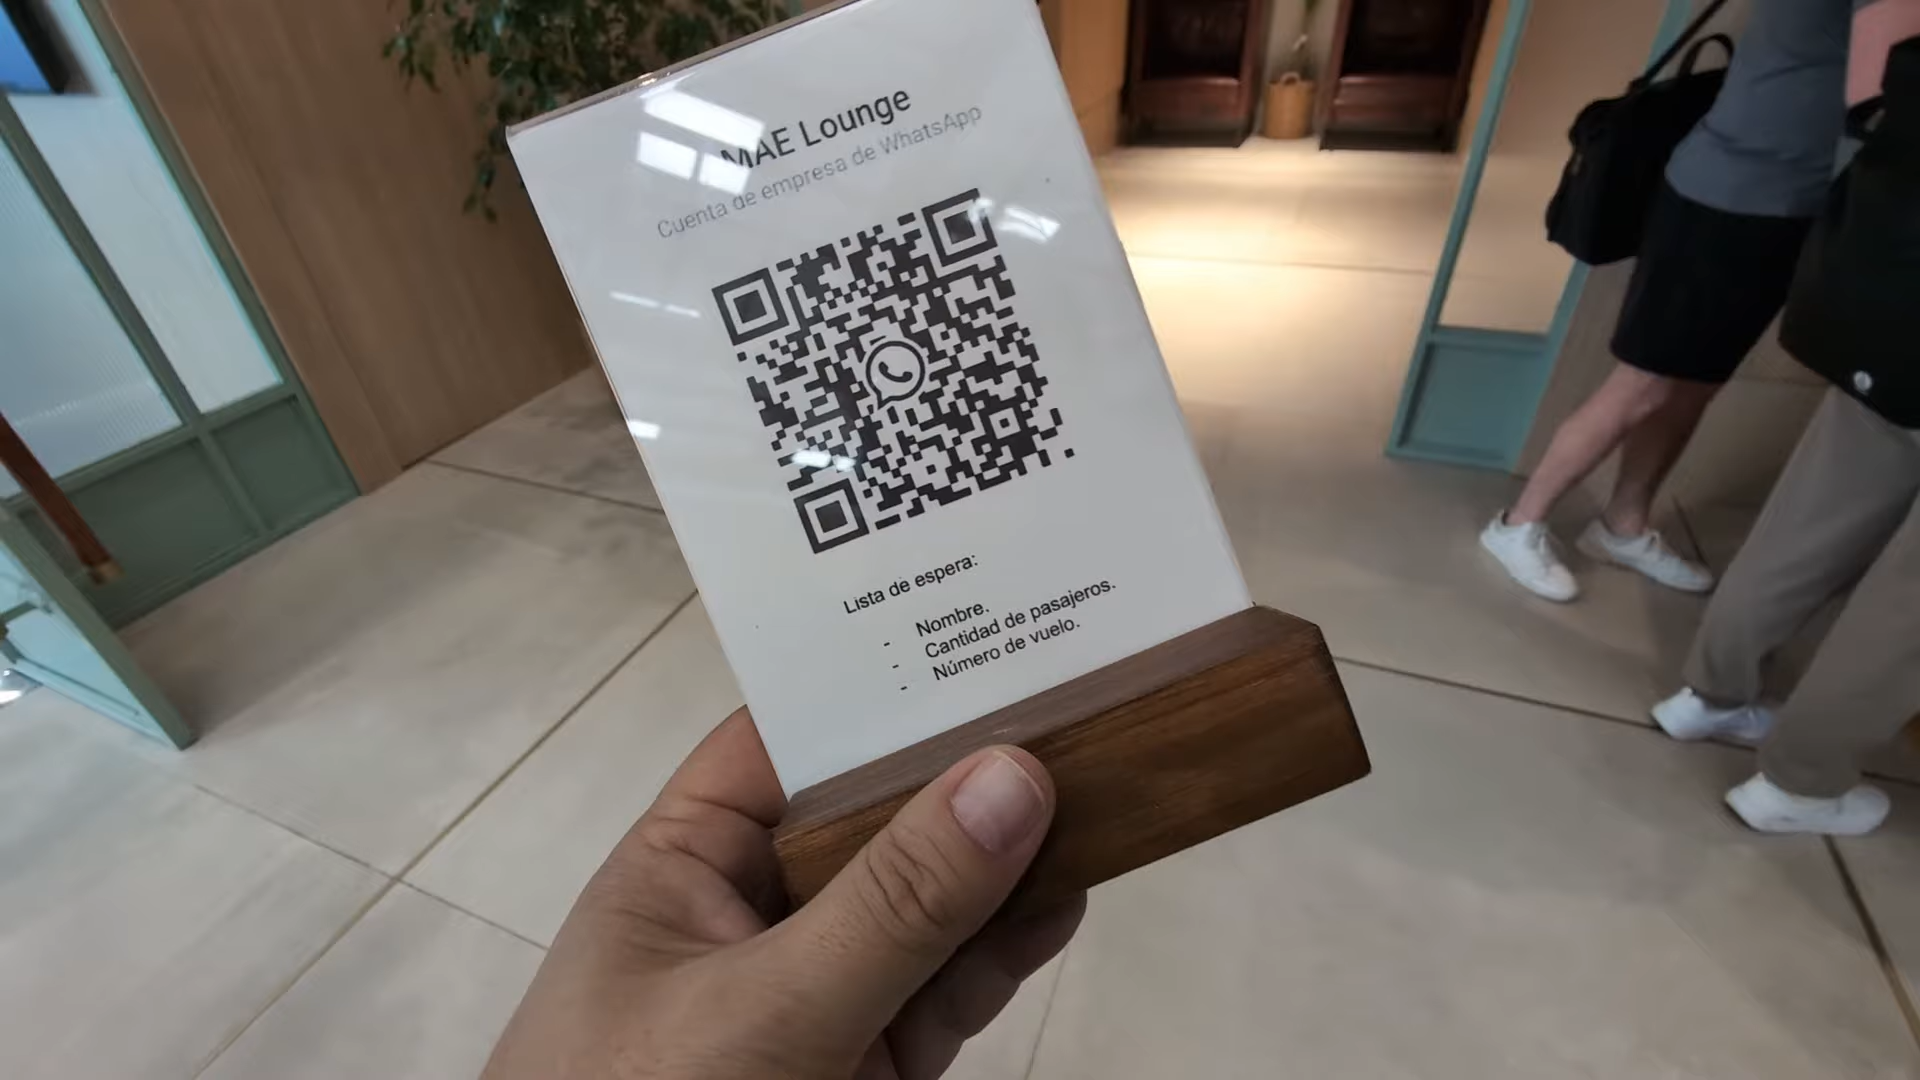 MAE Lounge
Cuenta de empresa de WhatsApp
Lista de espera:
- Nombre.
- Cantidad de pasajeros.
- Número de vuelo.